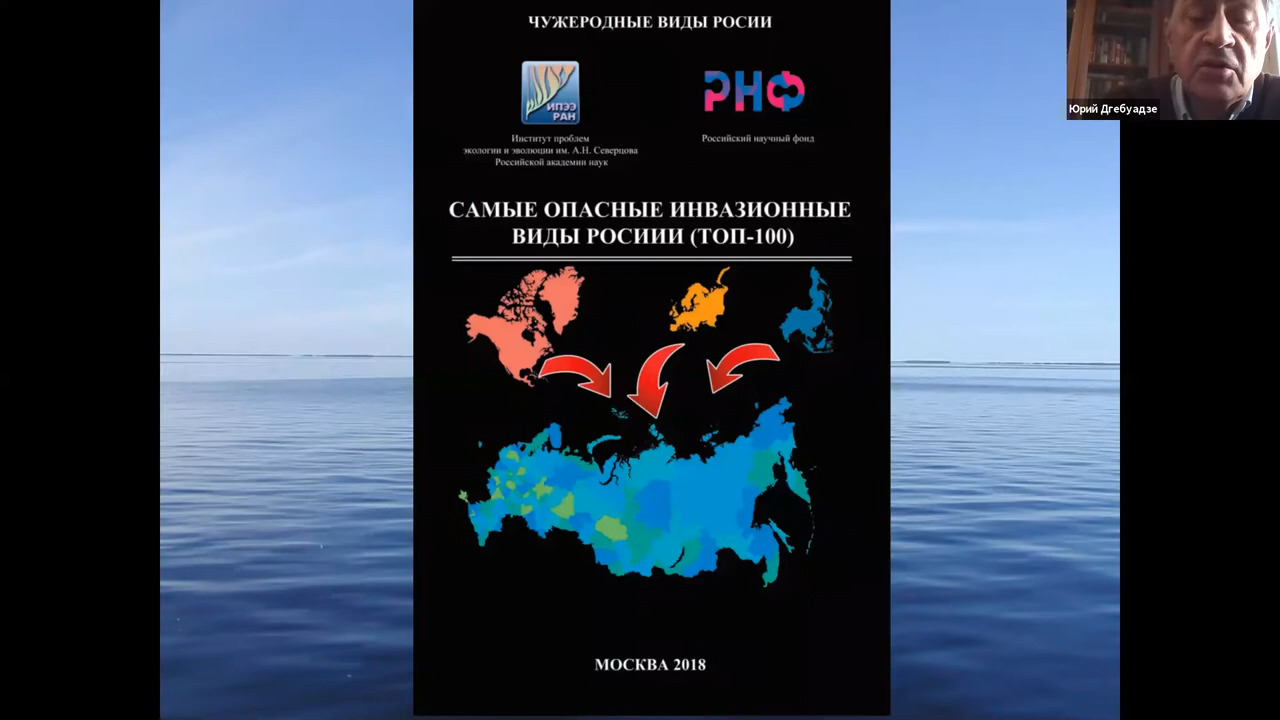 ЧУЖЕРОДНЫЕ ВИДЫ РОСИИ
ИПЭЭ
РАН
РНФ
Институт проблем
экологии и эволюции им. А.Н. Северцова
Российской академии наук
Российский научный фонд
САМЫЕ ОПАСНЫЕ ИНВАЗИОННЫЕ
ВИДЫ РОСИИИ (ТОП-100)
МОСКВА 2018
Юрий Дгебуадзе